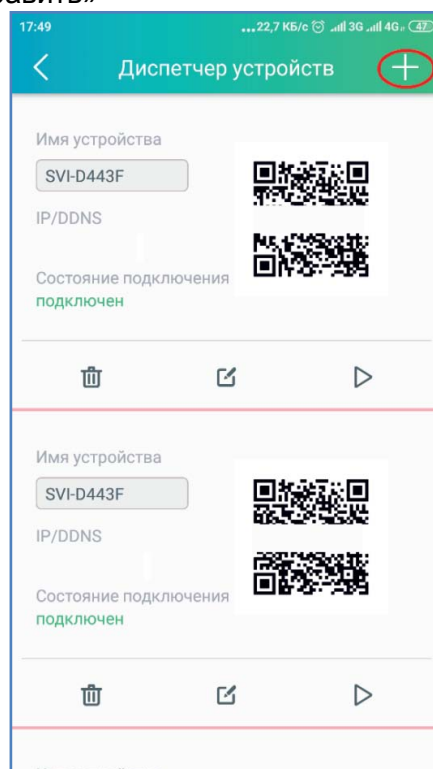 17:49 ...22,7 КБ/с 3G 4G 47
Диспетчер устройств
Имя устройства
SVI-D443F
IP/DDNS
Состояние подключения
подключен
Имя устройства
SVI-D443F
IP/DDNS
Состояние подключения
подключен